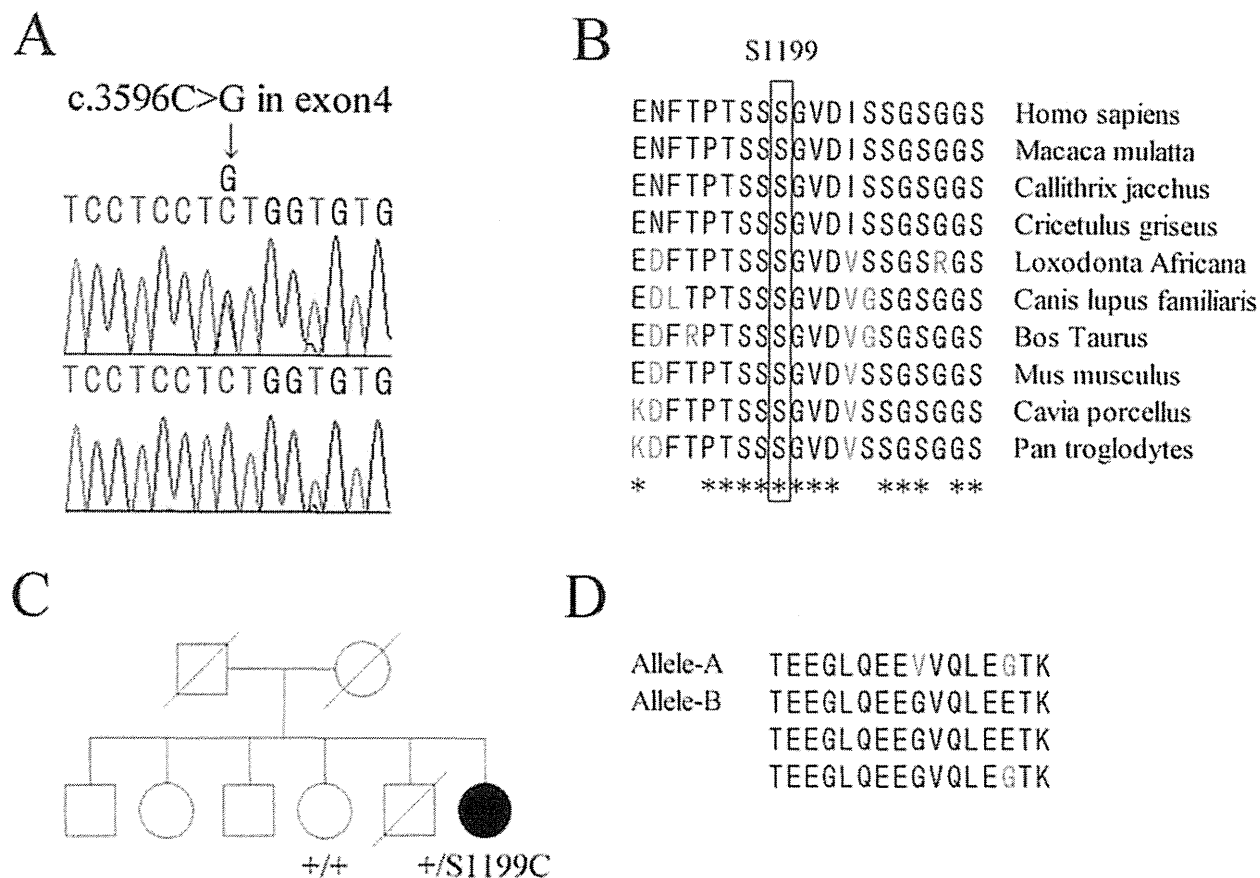 A
c.3596C>G in exon4
G
TCCTCCTCTGGTGTG
TCCTCCTCTGGTGTG
B
S1199
ENFTPTSSSGVDISSGSGGS Homo sapiens
ENFTPTSSSGVDISSGSGGS Macaca mulatta
ENFTPTSSSGVDISSGSGGS Callithrix jacchus
ENFTPTSSSGVDISSGSGGS Cricetulus griseus
EDFTPTSSSGVDVSSGSRGS Loxodonta Africana
EDLTPTSSSGVDVGSGSGGS Canis lupus familiaris
EDFRPTSSSGVDVGSGSGGS Bos Taurus
EDFTPTSSSGVDVSSGSGGS Mus musculus
KDFTPTSSSGVDVSSGSGGS Cavia porcellus
KDFTPTSSSGVDVSSGSGGS Pan troglodytes
* ******** *** **
C
+/+ +/S1199C
D
Allele-A TEEGLQEEVVQLEGTK
Allele-B TEEGLQEEGVQLEETK
TEEGLQEEGVQLEETK
TEEGLQEEGVQLEGTK